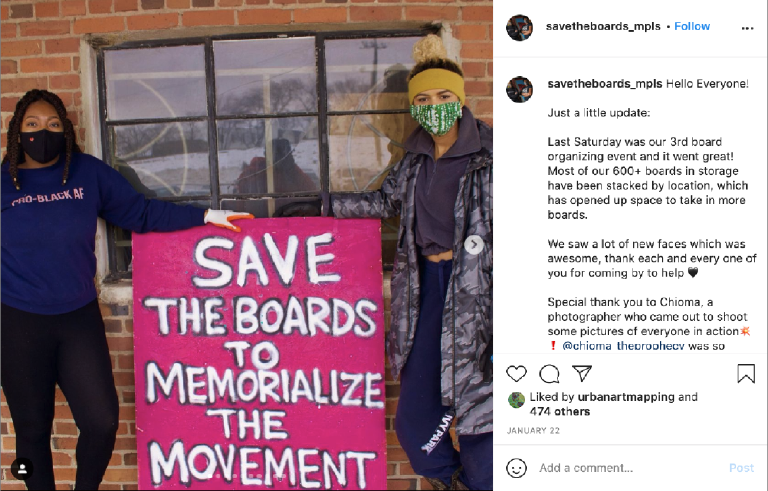 savetheboards_mpls • Follow
savetheboards_mpls Hello Everyone!
Just a little update:
Last Saturday was our 3rd board
organizing event and it went great!
Most of our 600+ boards in storage
have been stacked by location, which
has opened up space to take in more
boards.
We saw a lot of new faces which was
awesome, thank each and every one of
you for coming by to help 🖤
Special thank you to Chioma, a
photographer who came out to shoot
some pictures of everyone in action💥
❗ @chioma_theprophecy was so
Liked by urbanartmapping and
474 others
JANUARY 22
Add a comment...
Post
PRO-BLACK AF
SAVE
THE BOARDS
TO
MEMORIALIZE
THE
MOVEMENT
IVY PARK